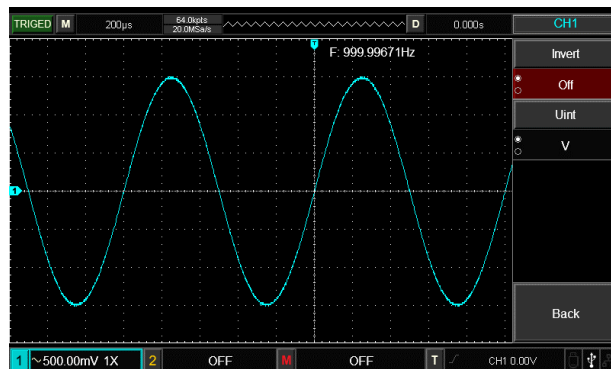 TRIGED M 200μs 64.0kpts D 0.000s CH1
20.0MSa/s
T
F: 999.99671Hz
Invert
Off
Uint
V
1
Back
1 ~500.00mV 1X 2 OFF M OFF T CH1 0.00V